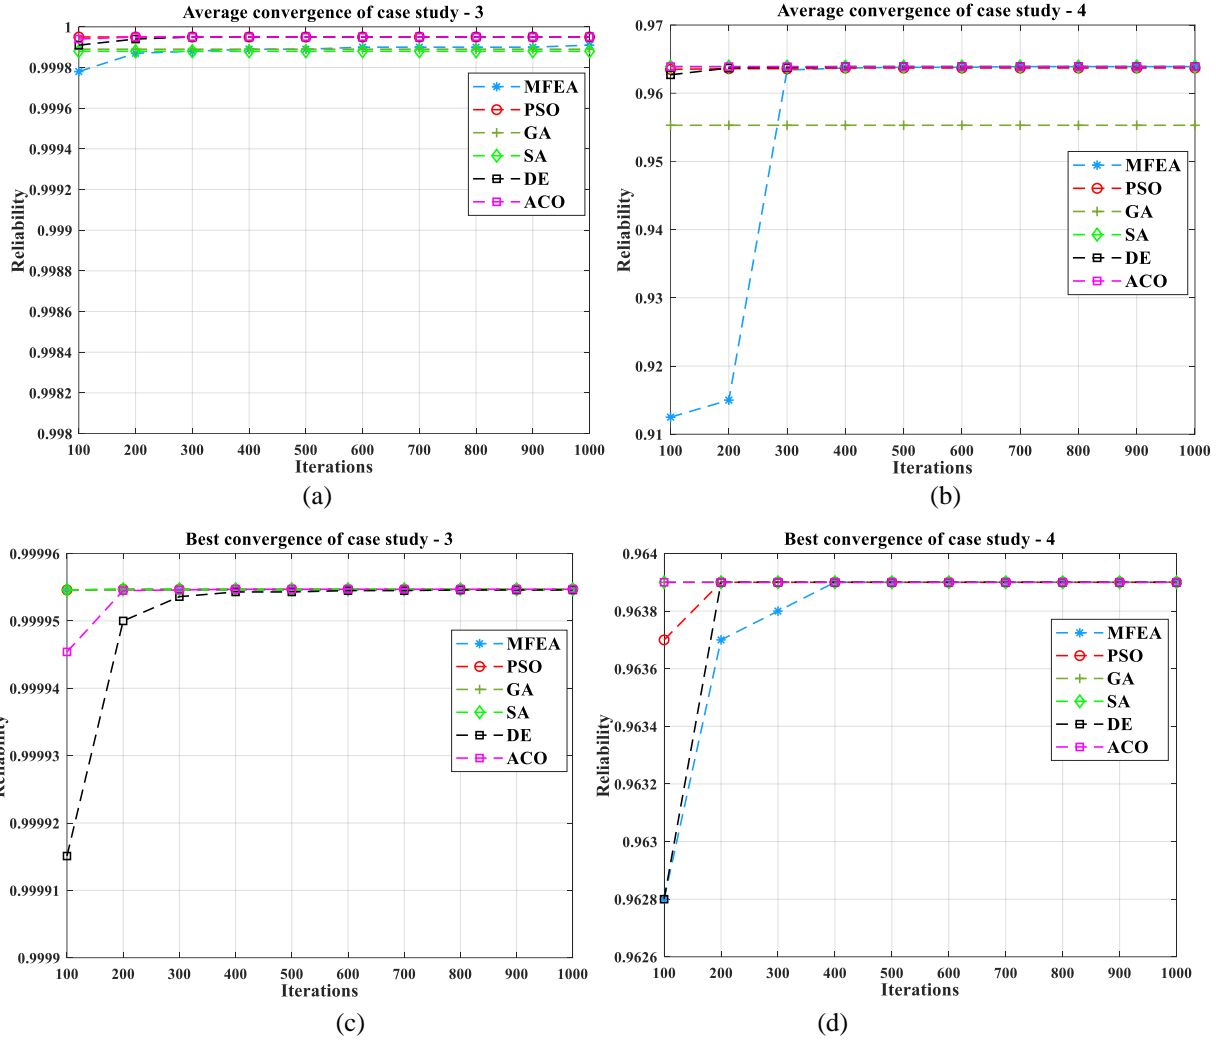 Average convergence of case study - 3
1
0.9998
0.9996
0.9994
0.9992
0.999
0.9988
0.9986
0.9984
0.9982
0.998
Reliability
MFEA
PSO
GA
SA
DE
ACO
100 200 300 400 500 600 700 800 900 1000
Iterations
(a)
Average convergence of case study - 4
0.97
0.96
0.95
0.94
0.93
0.92
0.91
Reliability
MFEA
PSO
GA
SA
DE
ACO
100 200 300 400 500 600 700 800 900 1000
Iterations
(b)
Best convergence of case study - 3
0.99996
0.99995
0.99994
0.99993
0.99992
0.99991
0.9999
Reliability
MFEA
PSO
GA
SA
DE
ACO
100 200 300 400 500 600 700 800 900 1000
Iterations
(c)
Best convergence of case study - 4
0.964
0.9638
0.9636
0.9634
0.9632
0.963
0.9628
0.9626
Reliability
MFEA
PSO
GA
SA
DE
ACO
100 200 300 400 500 600 700 800 900 1000
Iterations
(d)